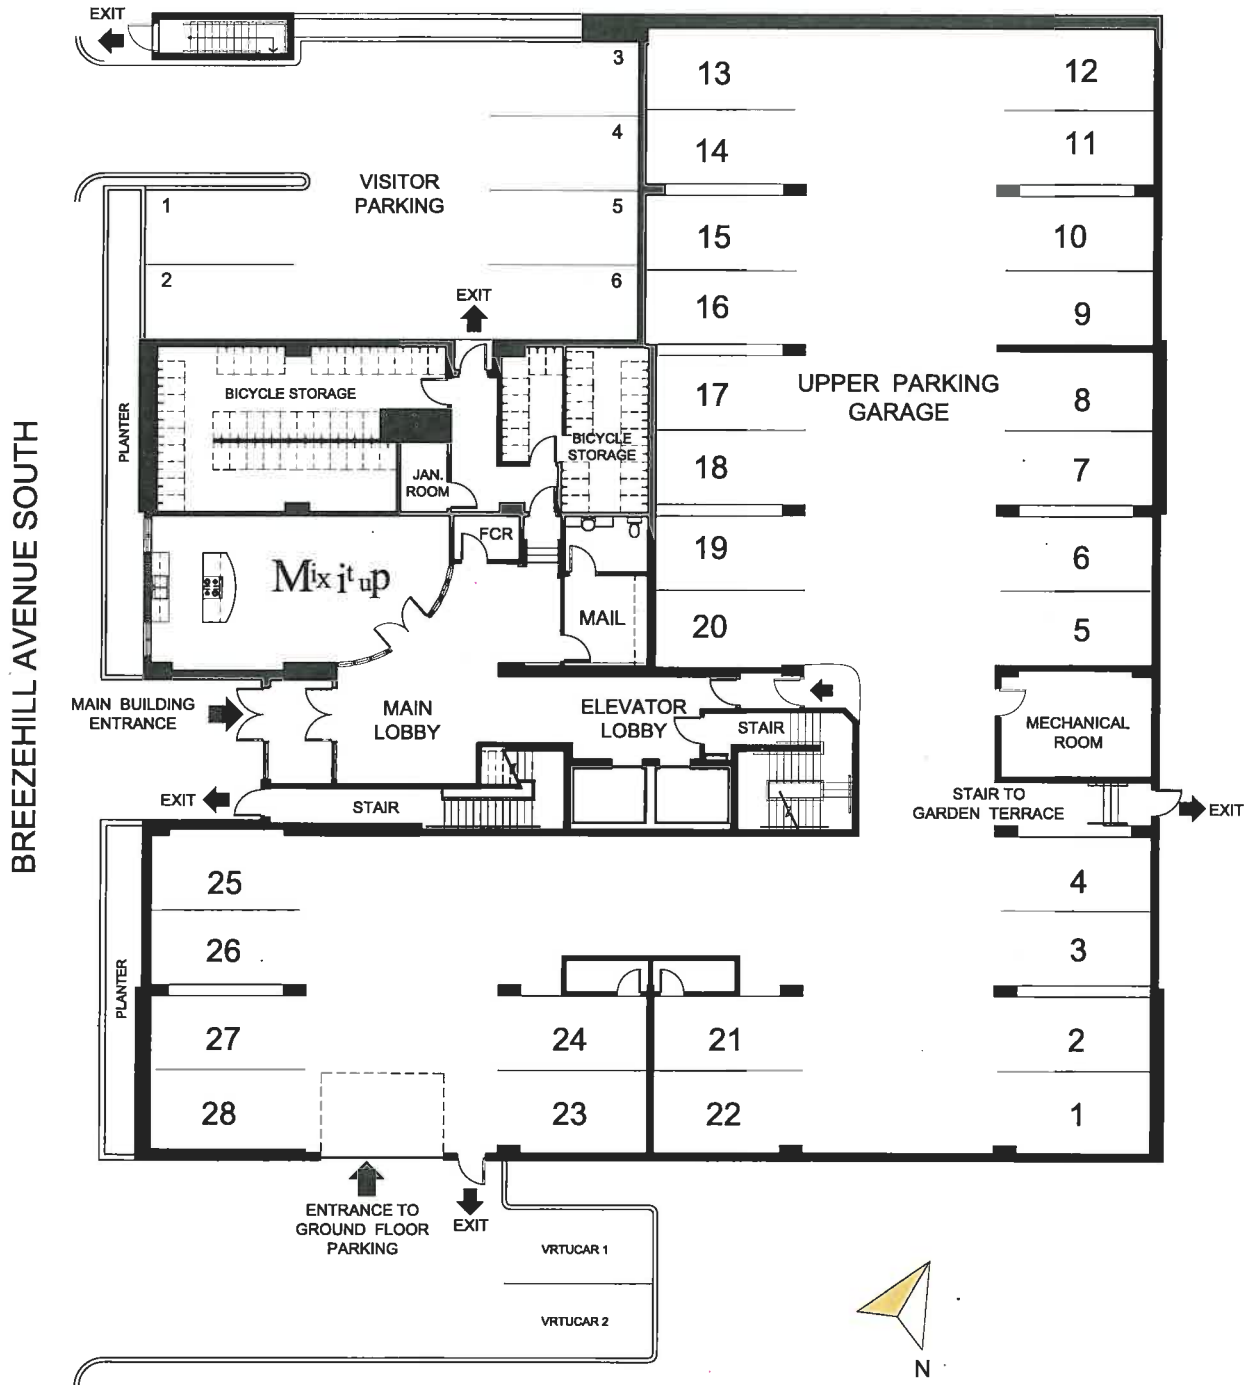 EXIT
3
13
12
4
14
11
VISITOR
PARKING
1
5
15
10
2
6
EXIT
16
9
BICYCLE STORAGE
17
UPPER PARKING
GARAGE
8
PLANTER
BICYCLE
STORAGE
JAN.
ROOM
18
7
BREEZEHILL AVENUE SOUTH
FCR
19
6
Mix it up
MAIL
20
5
MAIN BUILDING
ENTRANCE
MAIN
LOBBY
ELEVATOR
LOBBY
STAIR
MECHANICAL
ROOM
EXIT
STAIR
STAIR TO
GARDEN TERRACE
EXIT
25
4
26
3
PLANTER
27
24
21
2
28
23
22
1
ENTRANCE TO
GROUND FLOOR
PARKING
EXIT
VRTUCAR 1
VRTUCAR 2
N